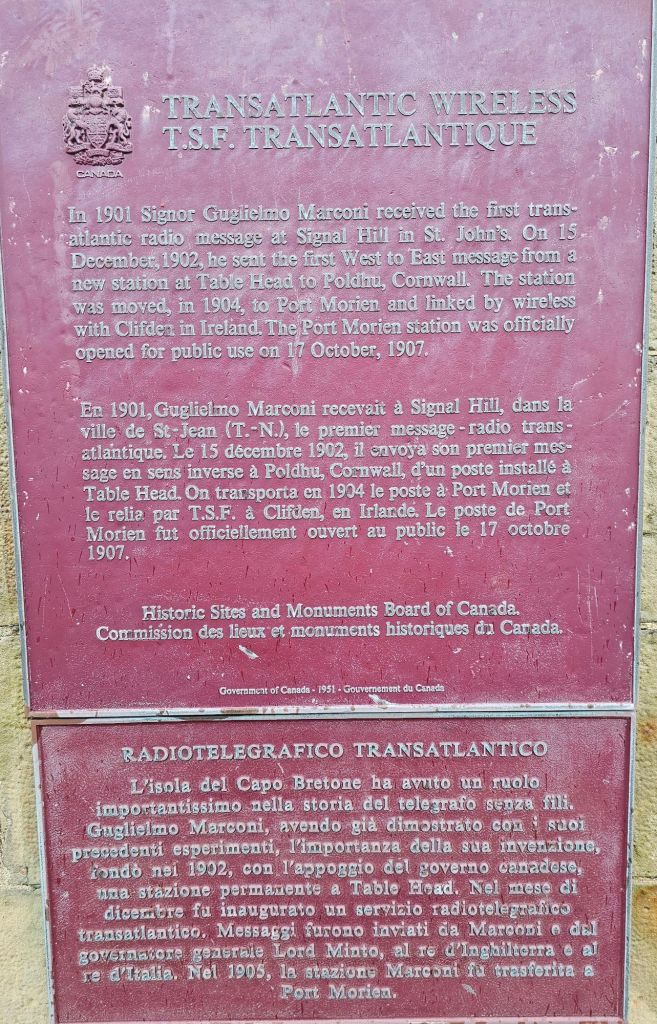 TRANSATLANTIC WIRELESS
T.S.F. TRANSATLANTIQUE
CANADA
In 1901 Signor Guglielmo Marconi received the first trans-
atlantic radio message at Signal Hill in St. John's. On 15
December, 1902, he sent the first West to East message from a
new station at Table Head to Poldhu, Cornwall. The station
was moved, in 1904, to Port Morien and linked by wireless
with Clifden in Ireland. The Port Morien station was officially
opened for public use on 17 October, 1907.
En 1901, Guglielmo Marconi recevait à Signal Hill, dans la
ville de St-Jean (T.-N.), le premier message-radio trans-
atlantique. Le 15 décembre 1902, il envoya son premier mes-
sage en sens inverse à Poldhu, Cornwall, d'un poste installé à
Table Head. On transporta en 1904 le poste à Port Morien et
le relia par T.S.F. à Clifden, en Irlande. Le poste de Port
Morien fut officiellement ouvert au public le 17 octobre
1907.
Historic Sites and Monuments Board of Canada.
Commission des lieux et monuments historiques du Canada.
Government of Canada - 1951 - Gouvernement du Canada
RADIOTELEGRAFICO TRANSATLANTICO
L'isola del Capo Bretone ha avuto un ruolo
importantissimo nella storia del telegrafo senza fili.
Guglielmo Marconi, avendo già dimostrato con i suoi
precedenti esperimenti, l'importanza della sua invenzione,
fondo nel 1902, con l'appoggio del governo canadese,
una stazione permanente a Table Head. Nel mese di
dicembre fu inaugurato un servizio radiotelegrafico
transatlantico. Messaggi furono inviati da Marconi e dal
governatore generale Lord Minto, al re d'Inghilterra e al
re d'Italia. Nel 1905, la stazione Marconi fu trasferita a
Port Morien.